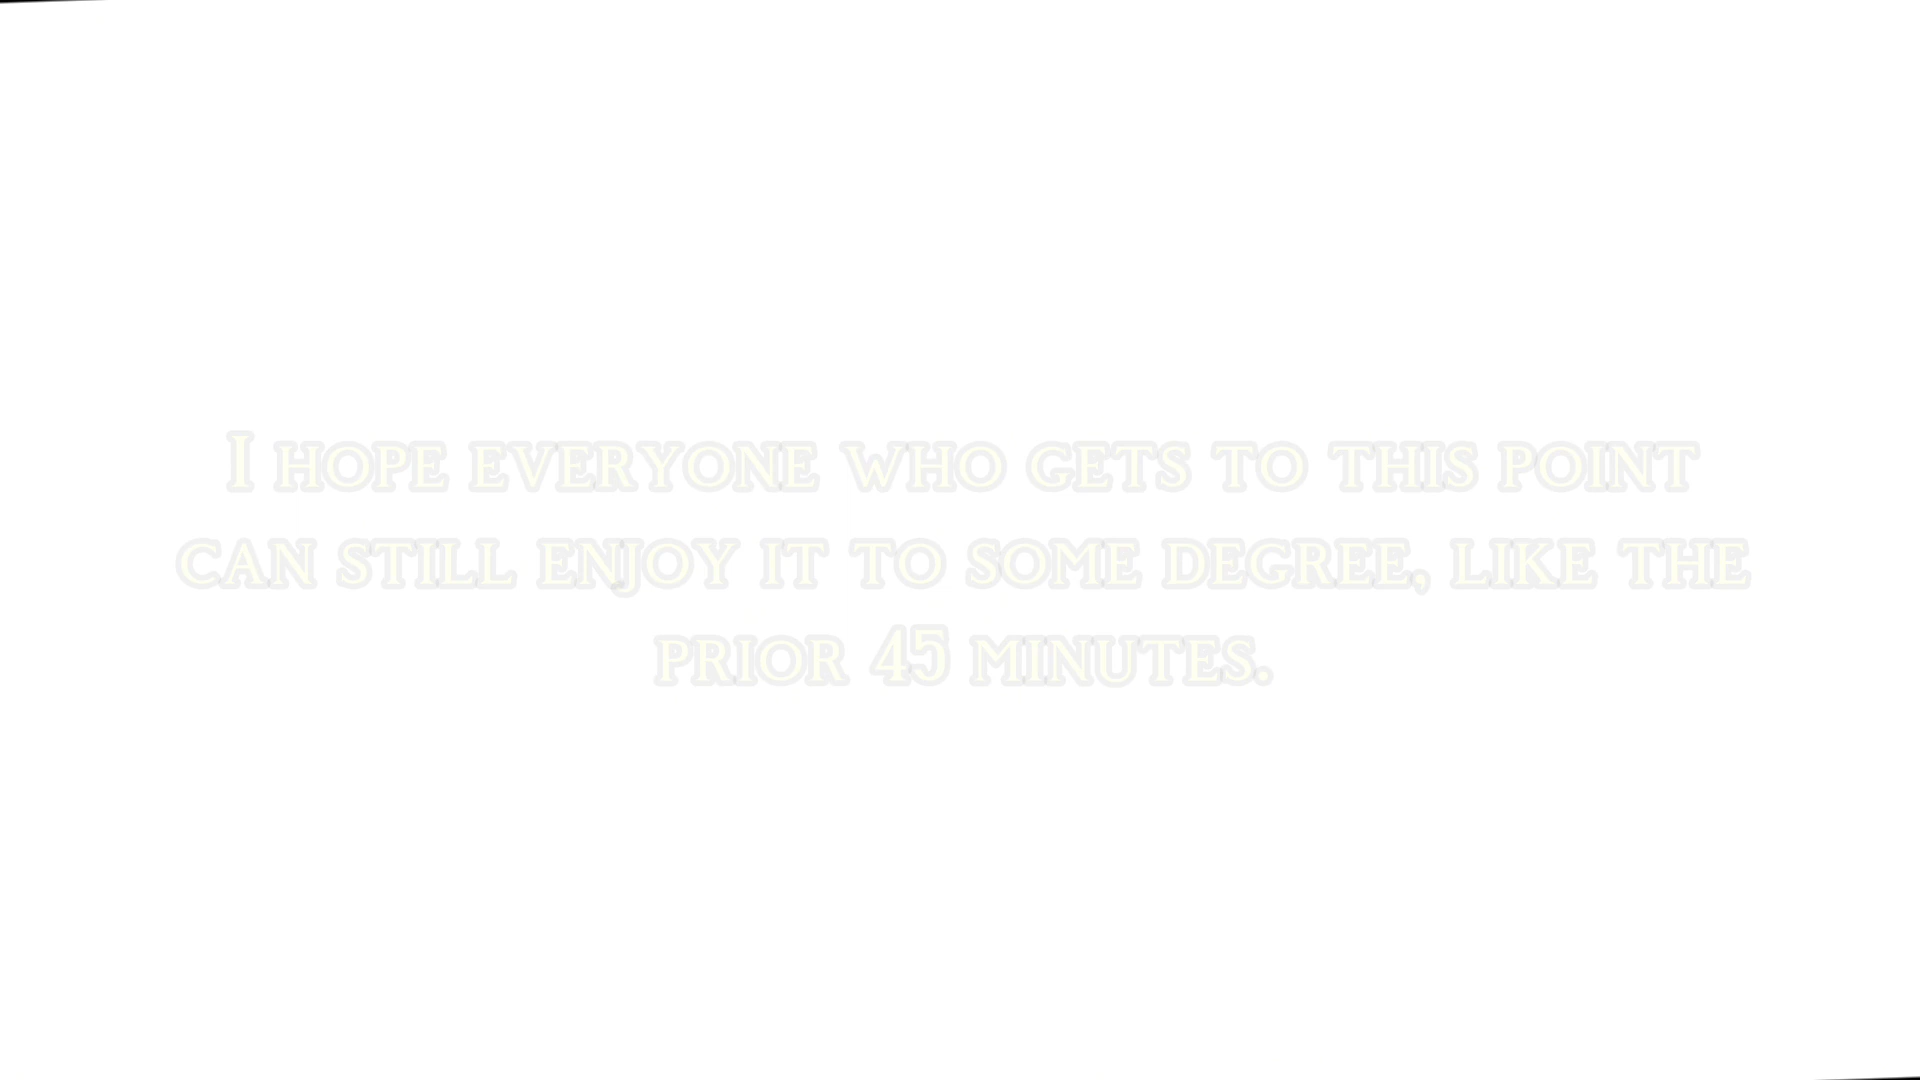 I hope everyone who gets to this point
can still enjoy it to some degree, like the
prior 45 minutes.